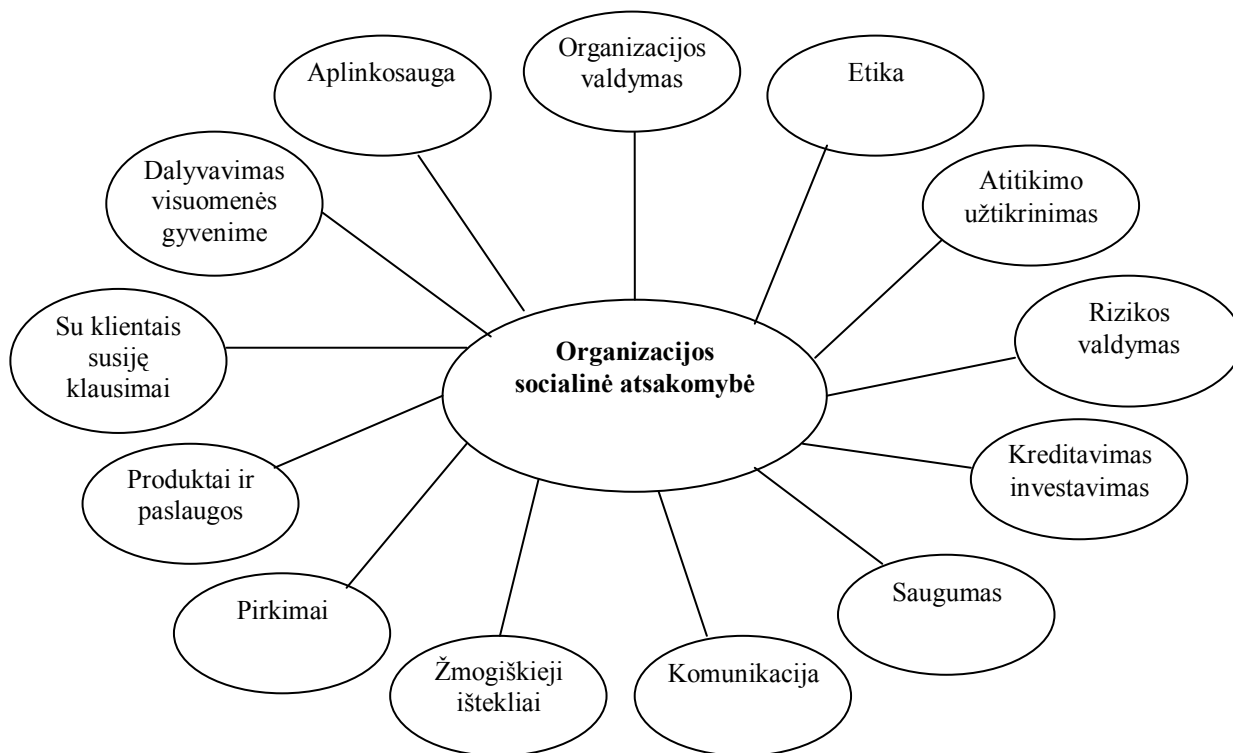 Organizacijos
valdymas
Etika
Atitikimo
užtikrinimas
Rizikos
valdymas
Kreditavimas
investavimas
Saugumas
Komunikacija
Žmogiškieji
ištekliai
Pirkimai
Produktai ir
paslaugos
Su klientais
susiję
klausimai
Dalyvavimas
visuomenės
gyvenime
Aplinkosauga
Organizacijos
socialinė atsakomybė